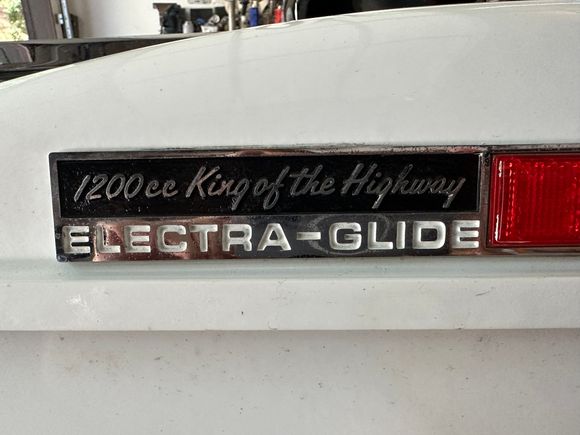 1200cc King of the Highway
ELECTRA-GLIDE